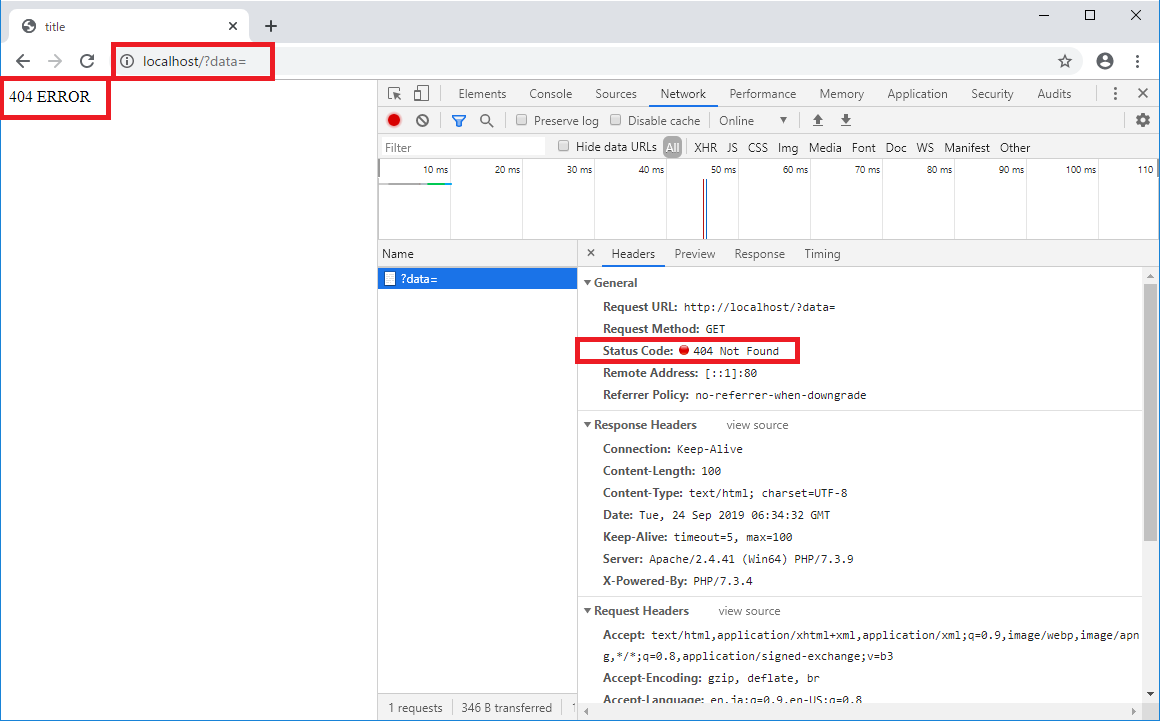 title
localhost/?data=
404 ERROR
Elements Console Sources Network Performance Memory Application Security Audits
Preserve log Disable cache Online
Filter Hide data URLs All XHR JS CSS Img Media Font Doc WS Manifest Other
10 ms 20 ms 30 ms 40 ms 50 ms 60 ms 70 ms 80 ms 90 ms 100 ms 110
Name
?data=
Headers Preview Response Timing
General
Request URL: http://localhost/?data=
Request Method: GET
Status Code: 404 Not Found
Remote Address: [::1]:80
Referrer Policy: no-referrer-when-downgrade
Response Headers view source
Connection: Keep-Alive
Content-Length: 100
Content-Type: text/html; charset=UTF-8
Date: Tue, 24 Sep 2019 06:34:32 GMT
Keep-Alive: timeout=5, max=100
Server: Apache/2.4.41 (Win64) PHP/7.3.9
X-Powered-By: PHP/7.3.4
Request Headers view source
Accept: text/html,application/xhtml+xml,application/xml;q=0.9,image/webp,image/apn
g,*/*;q=0.8,application/signed-exchange;v=b3
Accept-Encoding: gzip, deflate, br
Accept-Language: en,ja;q=0.9,en-US;q=0.8
1 requests 346 B transferred